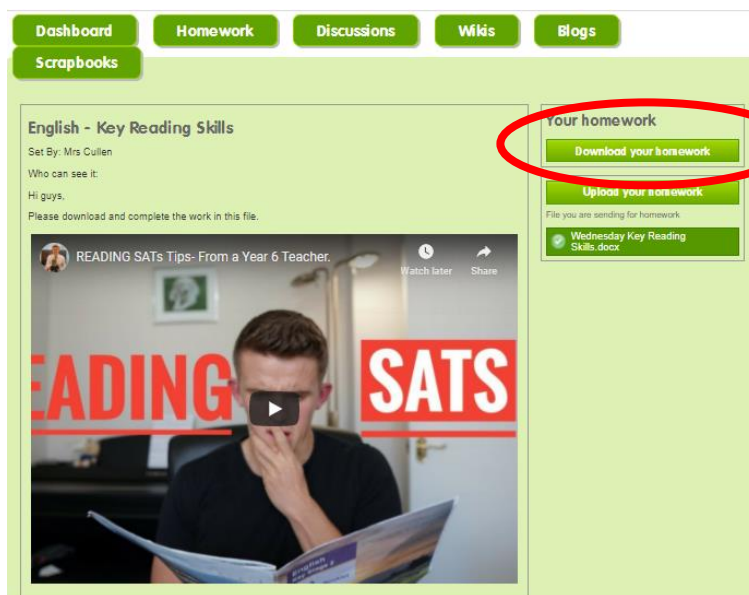 Dashboard Homework Discussions Wikis Blogs
Scrapbooks
English - Key Reading Skills
Set By: Mrs Cullen
Who can see it:
Hi guys,
Please download and complete the work in this file.
READING SATs Tips- From a Year 6 Teacher.
Watch later Share
EADING SATS
English
Your homework
Download your homework
Upload your homework
File you are sending for homework
Wednesday Key Reading
Skills.docx